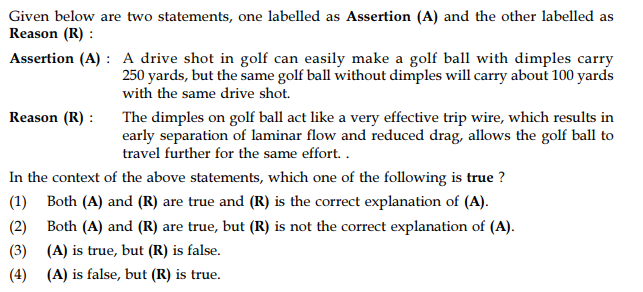 Given below are two statements, one labelled as Assertion (A) and the other labelled as
Reason (R) :
Assertion (A) : A drive shot in golf can easily make a golf ball with dimples carry
250 yards, but the same golf ball without dimples will carry about 100 yards
with the same drive shot.
Reason (R) : The dimples on golf ball act like a very effective trip wire, which results in
early separation of laminar flow and reduced drag, allows the golf ball to
travel further for the same effort. .
In the context of the above statements, which one of the following is true ?
(1) Both (A) and (R) are true and (R) is the correct explanation of (A).
(2) Both (A) and (R) are true, but (R) is not the correct explanation of (A).
(3) (A) is true, but (R) is false.
(4) (A) is false, but (R) is true.